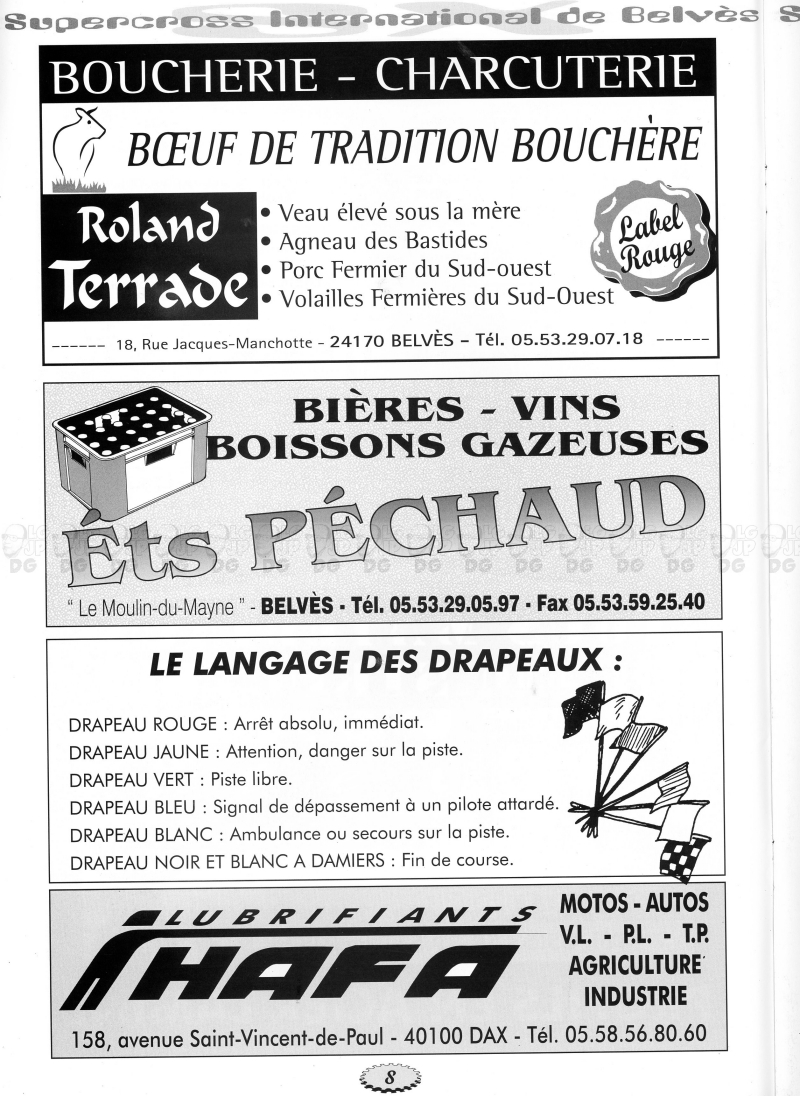 Supercross International de Belvès S
BOUCHERIE - CHARCUTERIE
BŒUF DE TRADITION BOUCHÈRE
Roland
Terrade
• Veau élevé sous la mère
• Agneau des Bastides
• Porc Fermier du Sud-ouest
• Volailles Fermières du Sud-Ouest
Label
Rouge
------ 18, Rue Jacques-Manchotte - 24170 BELVÈS - Tél. 05.53.29.07.18 ------
BIÈRES - VINS
BOISSONS GAZEUSES
Éts PÉCHAUD
“ Le Moulin-du-Mayne ” - BELVÈS - Tél. 05.53.29.05.97 - Fax 05.53.59.25.40
LE LANGAGE DES DRAPEAUX :
DRAPEAU ROUGE : Arrêt absolu, immédiat.
DRAPEAU JAUNE : Attention, danger sur la piste.
DRAPEAU VERT : Piste libre.
DRAPEAU BLEU : Signal de dépassement à un pilote attardé.
DRAPEAU BLANC : Ambulance ou secours sur la piste.
DRAPEAU NOIR ET BLANC A DAMIERS : Fin de course.
LUBRIFIANTS
HAFA
MOTOS - AUTOS
V.L. - P.L. - T.P.
AGRICULTURE
INDUSTRIE
158, avenue Saint-Vincent-de-Paul - 40100 DAX - Tél. 05.58.56.80.60
8